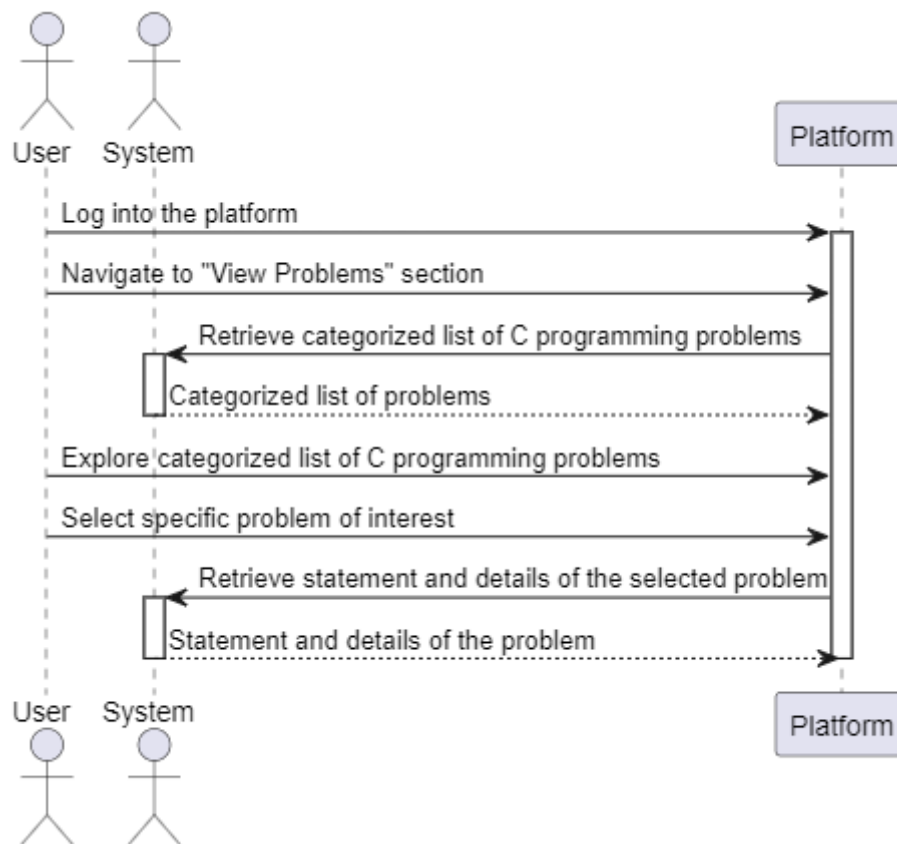 User
System
Platform
Log into the platform
Navigate to "View Problems" section
Retrieve categorized list of C programming problems
Categorized list of problems
Explore categorized list of C programming problems
Select specific problem of interest
Retrieve statement and details of the selected problem
Statement and details of the problem
User
System
Platform